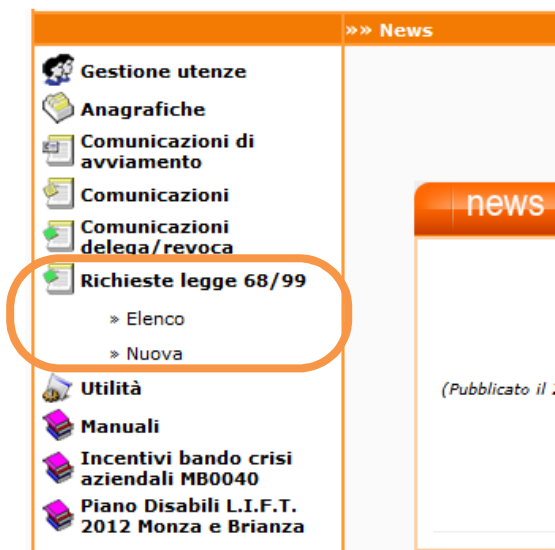 »» News
Gestione utenze
Anagrafiche
Comunicazioni di
avviamento
Comunicazioni
Comunicazioni
delega/revoca
Richieste legge 68/99
» Elenco
» Nuova
Utilità
Manuali
Incentivi bando crisi
aziendali MB0040
Piano Disabili L.I.F.T.
2012 Monza e Brianza
news
(Pubblicato il